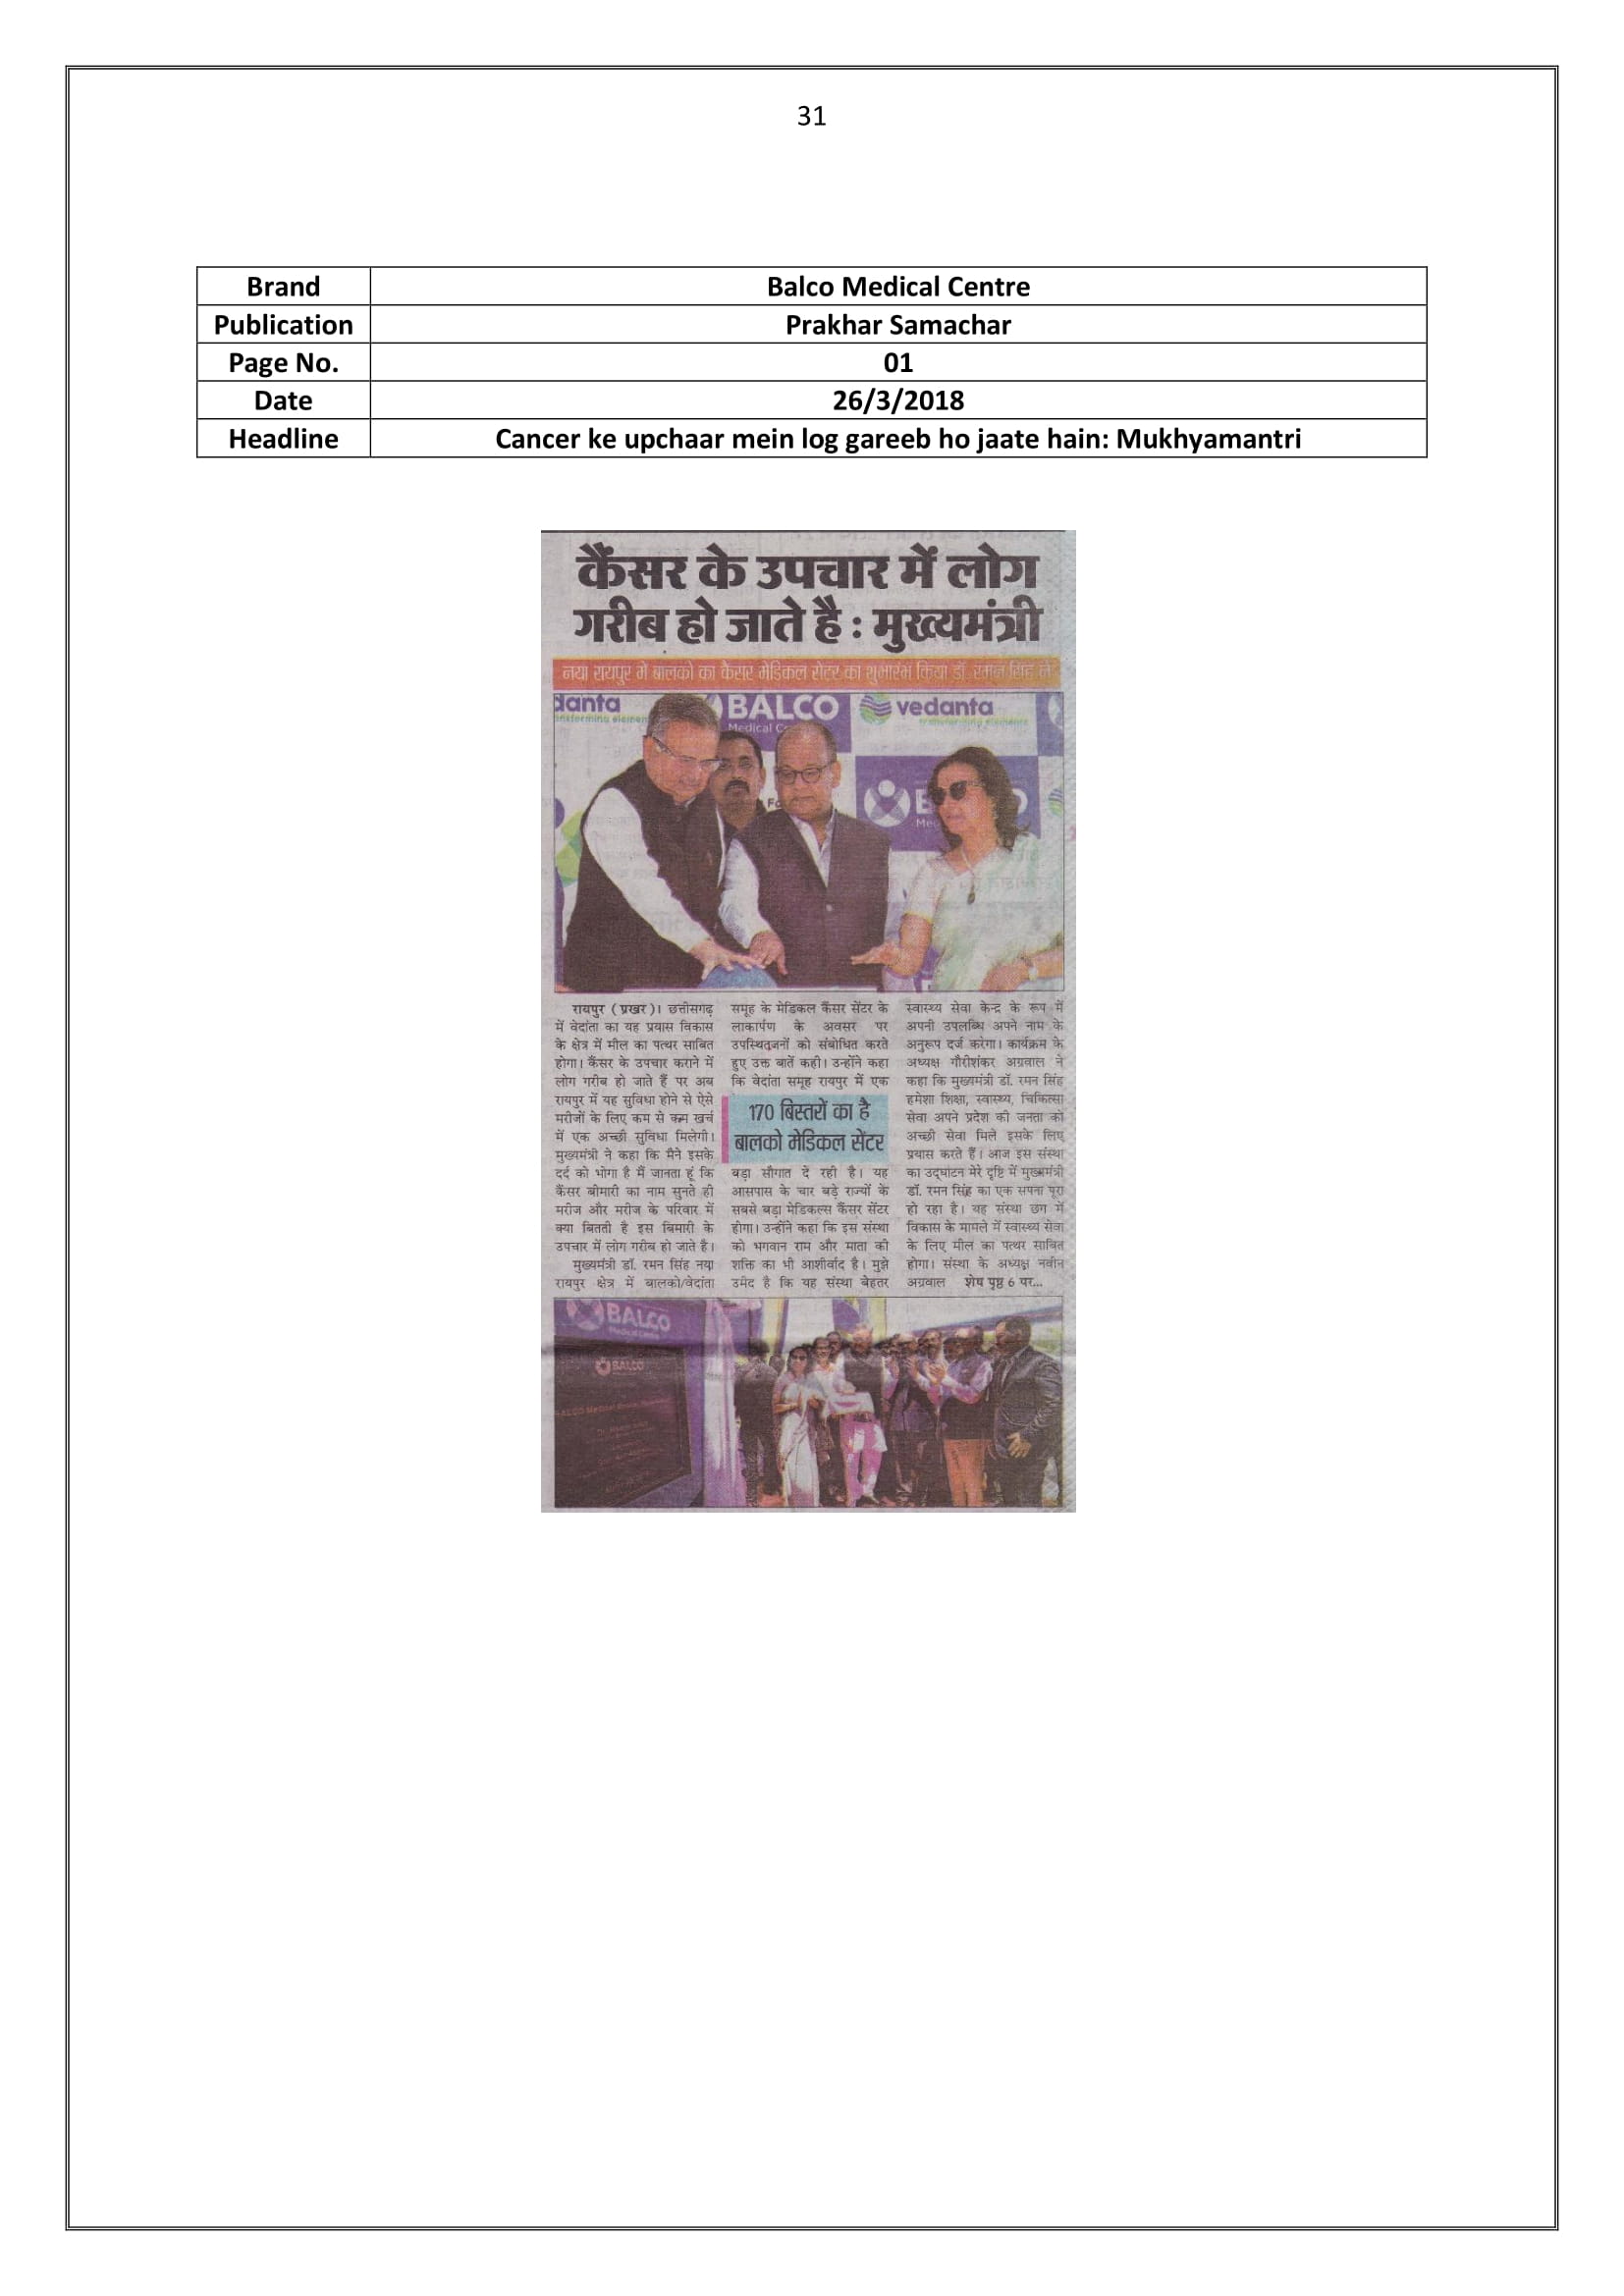 31
Brand Balco Medical Centre
Publication Prakhar Samachar
Page No. 01
Date 26/3/2018
Headline Cancer ke upchaar mein log gareeb ho jaate hain: Mukhyamantri
कैंसर के उपचार में लोग
गरीब हो जाते है : मुख्यमंत्री
नया रायपुर में बालको का कैंसर मेडिकल सेंटर का शुभारंभ किया डॉ. रमन सिंह ने
danta
BALCO
Medical
vedanta
transforming elements
रायपुर (प्रखर)। छत्तीसगढ़
में वेदांता का यह प्रयास विकास
के क्षेत्र में मील का पत्थर साबित
होगा। कैंसर के उपचार कराने में
लोग गरीब हो जाते हैं पर अब
रायपुर में यह सुविधा होने से ऐसे
मरीजों के लिए कम से कम खर्च
में एक अच्छी सुविधा मिलेगी।
मुख्यमंत्री ने कहा कि मैने इसके
दर्द को भोगा है मैं जानता हूं कि
कैंसर बीमारी का नाम सुनते ही
मरीज और मरीज के परिवार में
क्या बितती है इस बिमारी के
उपचार में लोग गरीब हो जाते है।
मुख्यमंत्री डॉ. रमन सिंह नया
रायपुर क्षेत्र में बालको/वेदांता
समूह के मेडिकल कैंसर सेंटर के
लाकार्पण के अवसर पर
उपस्थितजनों को संबोधित करते
हुए उक्त बातें कही। उन्होंने कहा
कि वेदांता समूह रायपुर में एक
170 बिस्तरों का है
बालको मेडिकल सेंटर
बड़ा सौगात दे रही है। यह
आसपास के चार बड़े राज्यों के
सबसे बड़ा मेडिकल्स कैंसर सेंटर
होगा। उन्होंने कहा कि इस संस्था
को भगवान राम और माता की
शक्ति का भी आशीर्वाद है। मुझे
उमंद है कि यह संस्था बेहतर
स्वास्थ्य सेवा केन्द्र के रूप में
अपनी उपलब्धि अपने नाम के
अनुरूप दर्ज करेगा। कार्यक्रम के
अध्यक्ष गौरीशंकर अग्रवाल ने
कहा कि मुख्यमंत्री डॉ. रमन सिंह
हमेशा शिक्षा, स्वास्थ्य, चिकित्सा
सेवा अपने प्रदेश की जनता को
अच्छी सेवा मिले इसके लिए
प्रयास करते हैं। आज इस संस्था
का उद्घाटन मेरे दृष्टि में मुख्यमंत्री
डॉ. रमन सिंह का एक सपना पूरा
हो रहा है। यह संस्था छग में
विकास के मामले में स्वास्थ्य सेवा
के लिए मील का पत्थर साबित
होगा। संस्था के अध्यक्ष नवीन
अग्रवाल शेष पृष्ठ 6 पर...
BALCO
Medical Centre
BALCO